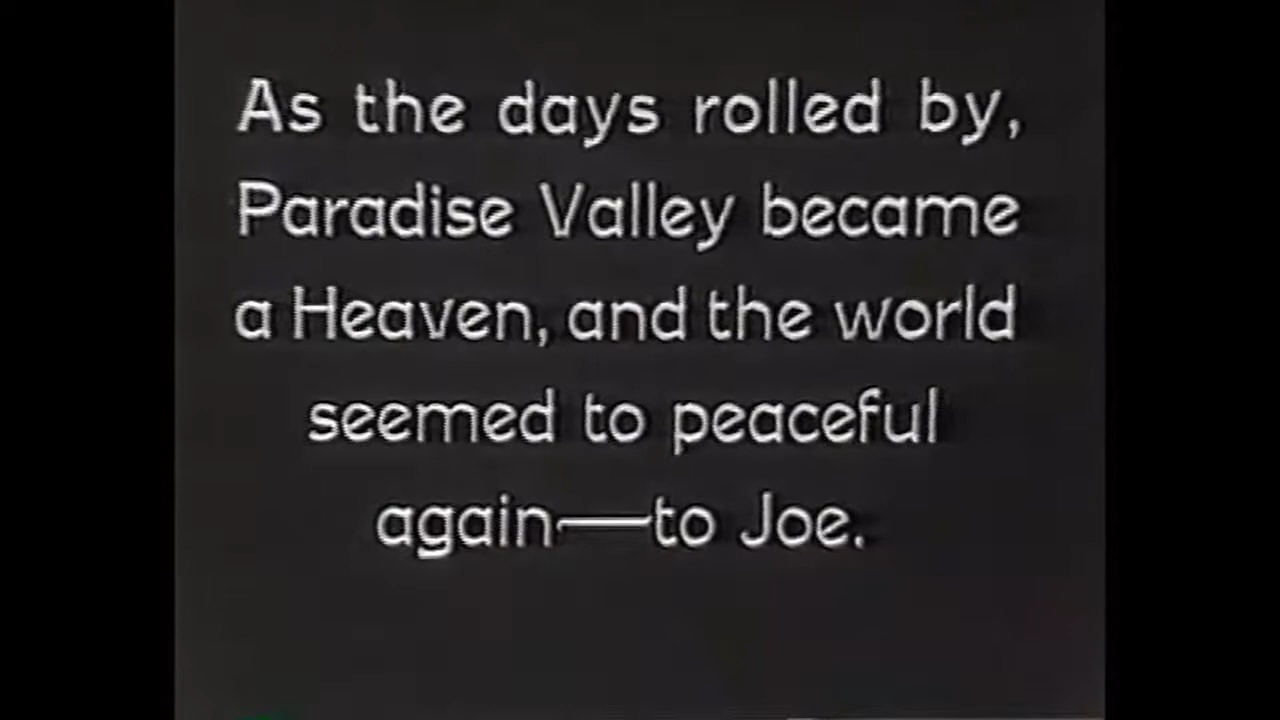 As the days rolled by,
Paradise Valley became
a Heaven, and the world
seemed to peaceful
again—to Joe.